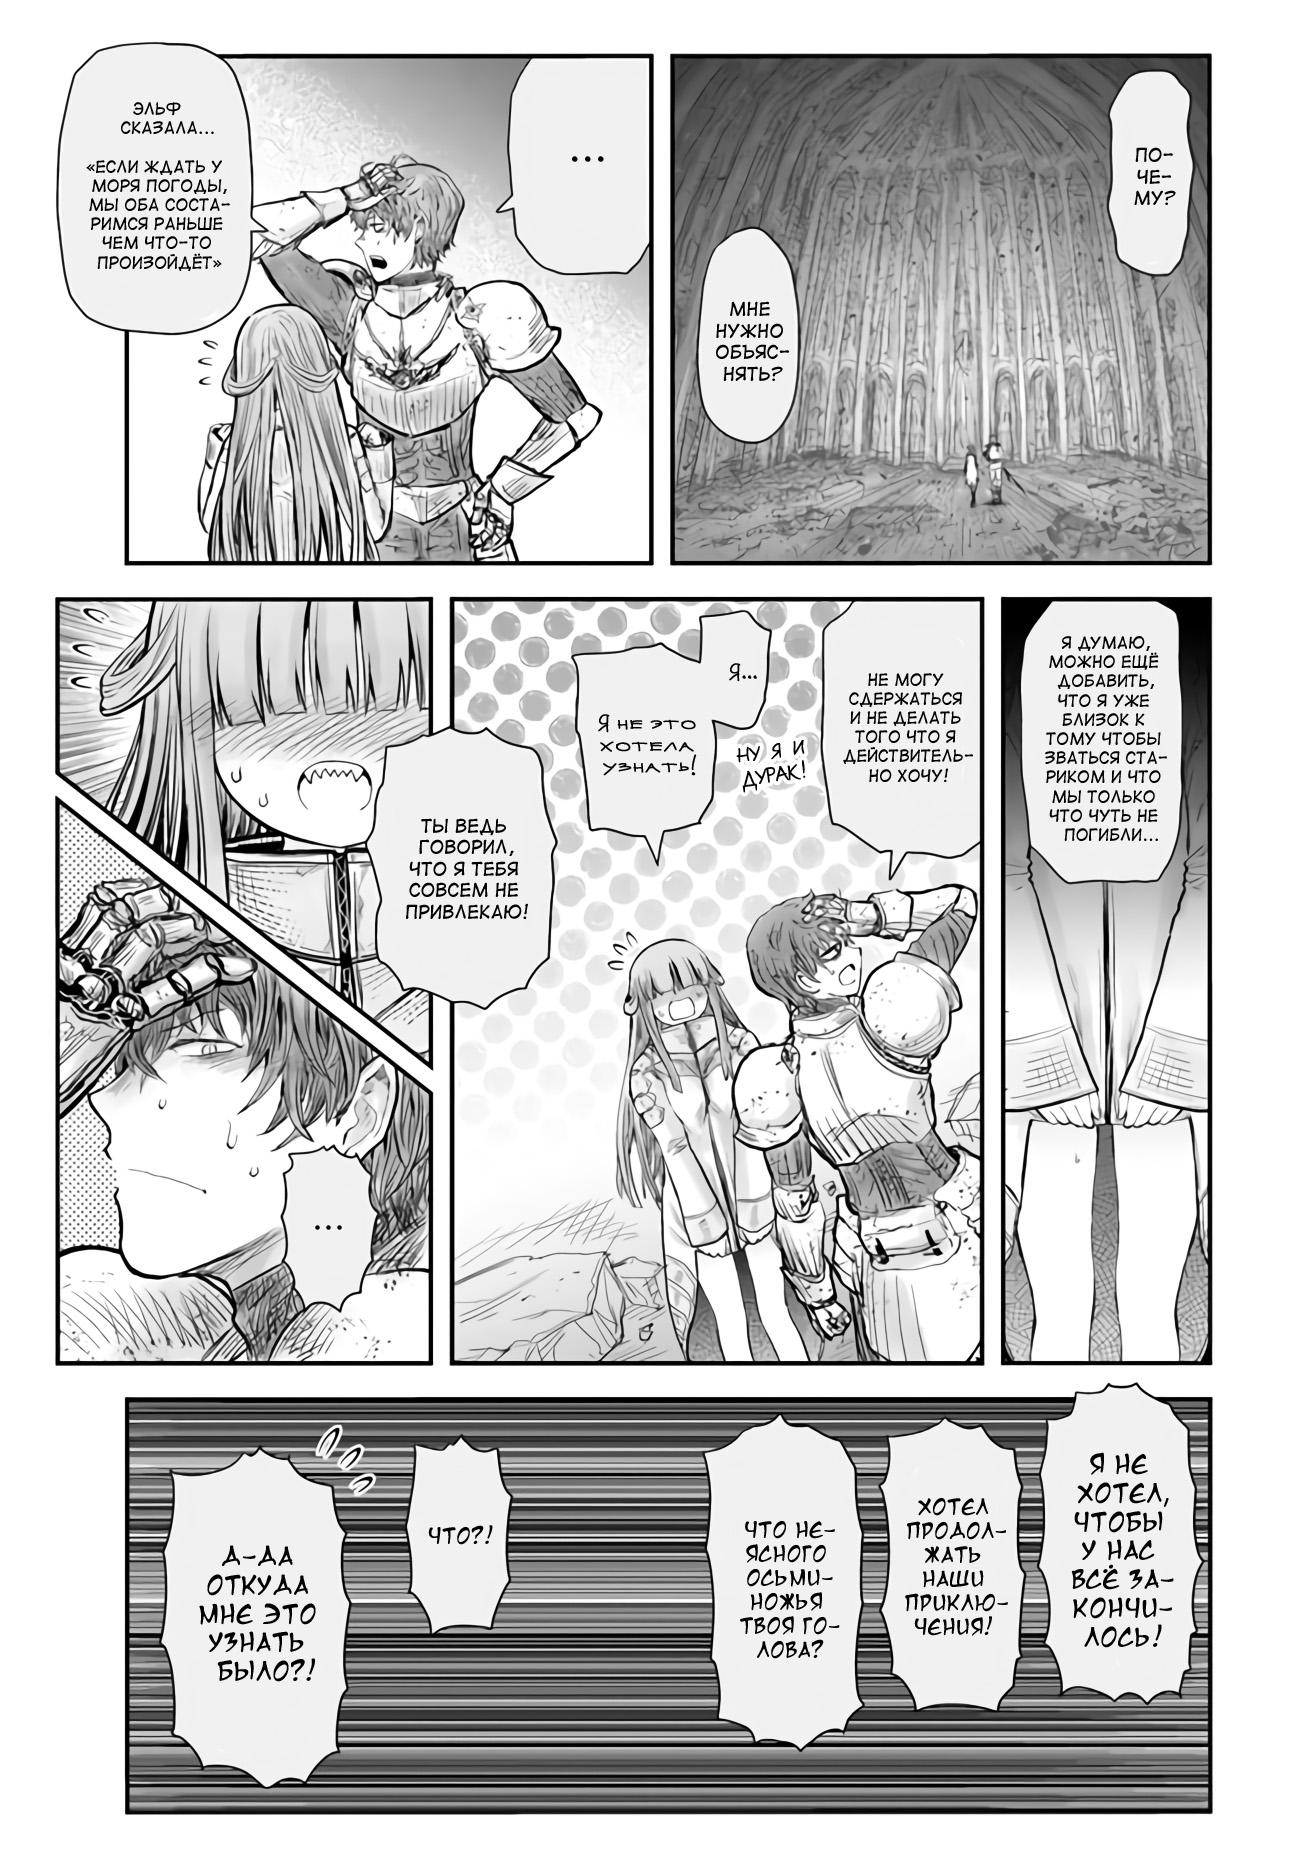 ПО-
ЧЕ-
МУ?
МНЕ
НУЖНО
ОБЪЯС-
НЯТЬ?
...
ЭЛЬФ
СКАЗАЛА...
«ЕСЛИ ЖДАТЬ У
МОРЯ ПОГОДЫ,
МЫ ОБА СОСТА-
РИМСЯ РАНЬШЕ
ЧЕМ ЧТО-ТО
ПРОИЗОЙДЁТ»
Я ДУМАЮ,
МОЖНО ЕЩЁ
ДОБАВИТЬ,
ЧТО Я УЖЕ
БЛИЗОК К
ТОМУ ЧТОБЫ
ЗВАТЬСЯ СТА-
РИКОМ И ЧТО
МЫ ТОЛЬКО
ЧТО ЧУТЬ НЕ
ПОГИБЛИ...
НЕ МОГУ
СДЕРЖАТЬСЯ
И НЕ ДЕЛАТЬ
ТОГО ЧТО Я
ДЕЙСТВИТЕЛЬ-
НО ХОЧУ!
НУ Я И
ДУРАК!
Я...
Я НЕ ЭТО
ХОТЕЛА
УЗНАТЬ!
ТЫ ВЕДЬ
ГОВОРИЛ,
ЧТО Я ТЕБЯ
СОВСЕМ НЕ
ПРИВЛЕКАЮ!
...
Я НЕ
ХОТЕЛ,
ЧТОБЫ
У НАС
ВСЁ ЗА-
КОНЧИ-
ЛОСЬ!
ХОТЕЛ
ПРОДОЛ-
ЖАТЬ
НАШИ
ПРИКЛЮ-
ЧЕНИЯ!
ЧТО НЕ-
ЯСНОГО
ОСЬМИ-
НОЖЬЯ
ТВОЯ ГО-
ЛОВА?
ЧТО?!
Д-ДА
ОТКУДА
МНЕ ЭТО
УЗНАТЬ
БЫЛО?!